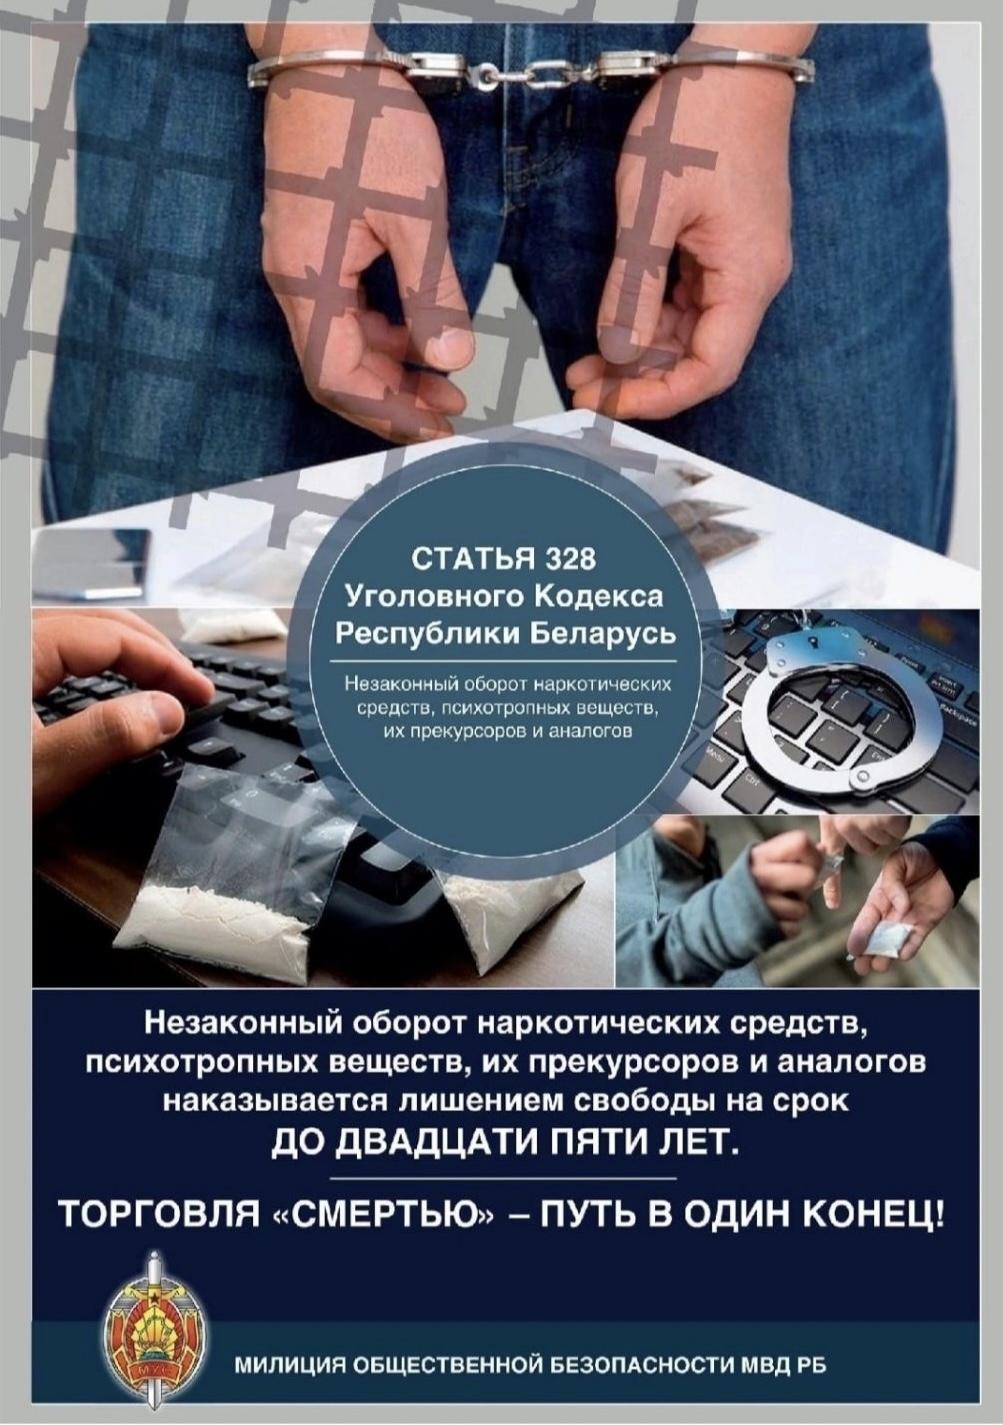 СТАТЬЯ 328
Уголовного Кодекса
Республики Беларусь
Незаконный оборот наркотических
средств, психотропных веществ,
их прекурсоров и аналогов
Незаконный оборот наркотических средств,
психотропных веществ, их прекурсоров и аналогов
наказывается лишением свободы на срок
ДО ДВАДЦАТИ ПЯТИ ЛЕТ.
ТОРГОВЛЯ «СМЕРТЬЮ» – ПУТЬ В ОДИН КОНЕЦ!
МИЛИЦИЯ ОБЩЕСТВЕННОЙ БЕЗОПАСНОСТИ МВД РБ